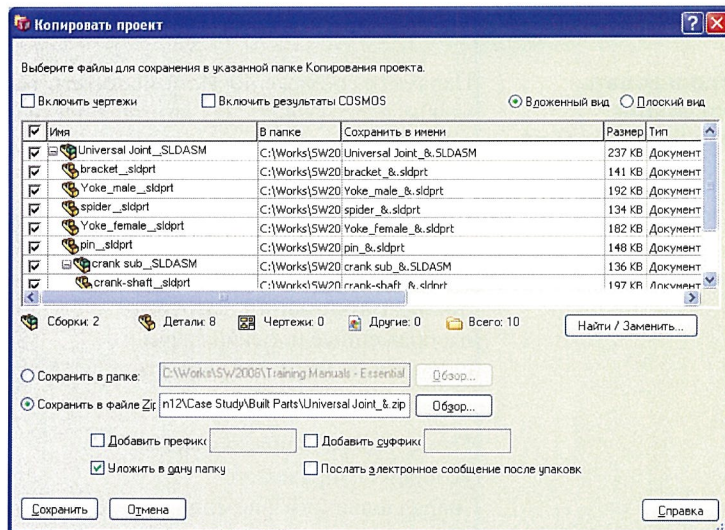 Копировать проект
Выберите файлы для сохранения в указанной папке Копирования проекта.
Включить чертежи Включить результаты COSMOS Вложенный вид Плоский вид
Имя В папке Сохранить в имени Размер Тип
Universal Joint_.SLDASM C:\Works\SW20 Universal Joint_&.SLDASM 237 KB Документ
bracket_.sldprt C:\Works\SW20 bracket_&.sldprt 141 KB Документ
Yoke_male_.sldprt C:\Works\SW20 Yoke_male_&.sldprt 192 KB Документ
spider_.sldprt C:\Works\SW20 spider_&.sldprt 134 KB Документ
Yoke_female_.sldprt C:\Works\SW20 Yoke_female_&.sldprt 182 KB Документ
pin_.sldprt C:\Works\SW20 pin_&.sldprt 148 KB Документ
crank sub_.SLDASM C:\Works\SW20 crank sub_&.SLDASM 136 KB Документ
crank-shaft_.sldprt C:\Works\SW20 crank-shaft_&.sldprt 197 KB Документ
Сборки: 2 Детали: 8 Чертежи: 0 Другие: 0 Всего: 10 Найти / Заменить...
Сохранить в папке: C:\Works\SW2008\Training Manuals - Essential Обзор...
Сохранить в файле Zip n12\Case Study\Built Parts\Universal Joint_&.zip Обзор...
Добавить префикс Добавить суффикс
Уложить в одну папку Послать электронное сообщение после упаковк
Сохранить Отмена Справка